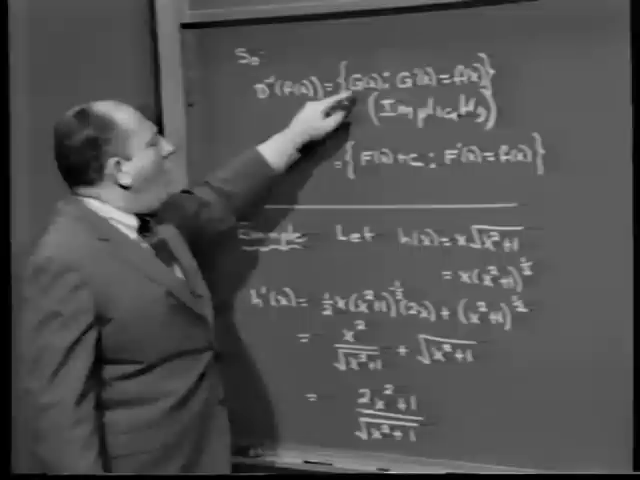 So
D⁻¹(f(x)) = {G(x): G'(x) = f(x)}
(Implicitly)
= {F(x) + c : F'(x) = f(x)}
Example Let h(x) = x√(x²+1)
= x(x²+1)^½
h'(x) = ½x(x²+1)^-½(2x) + (x²+1)^½
= x²/√(x²+1) + √(x²+1)
= (2x²+1)/√(x²+1)